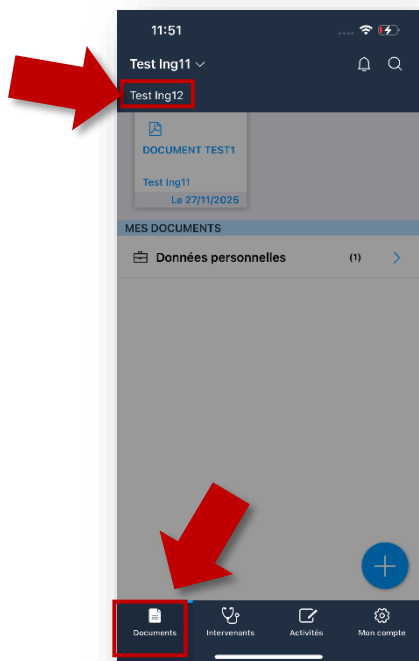 11:51
Test Ing11
Test Ing12
DOCUMENT TEST1
Test Ing11
Le 27/11/2025
MES DOCUMENTS
Données personnelles (1)
Documents Intervenants Activités Mon compte